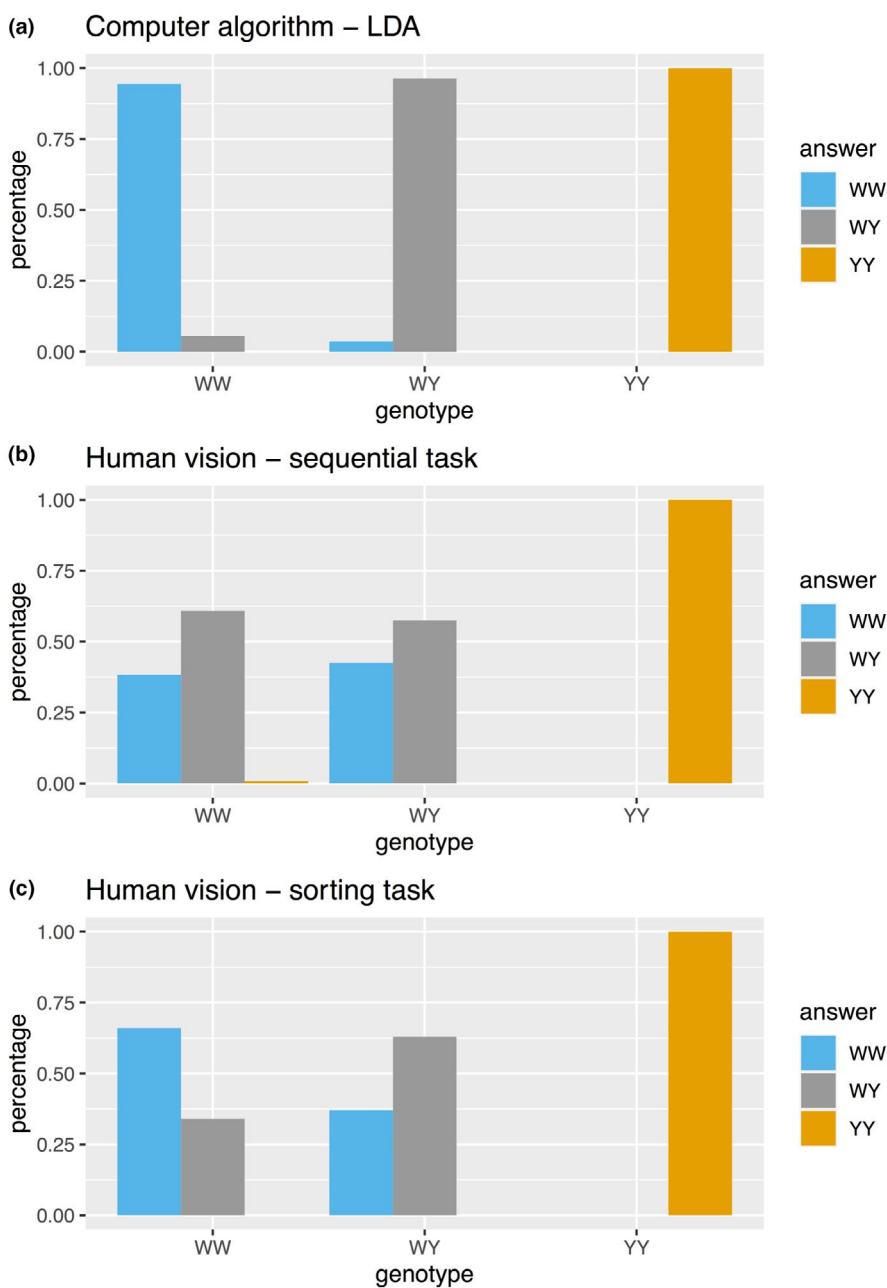 (a) Computer algorithm – LDA
1.00
0.75
0.50
0.25
0.00
percentage
WW WY YY
genotype
answer
WW
WY
YY
(b) Human vision – sequential task
1.00
0.75
0.50
0.25
0.00
percentage
WW WY YY
genotype
answer
WW
WY
YY
(c) Human vision – sorting task
1.00
0.75
0.50
0.25
0.00
percentage
WW WY YY
genotype
answer
WW
WY
YY